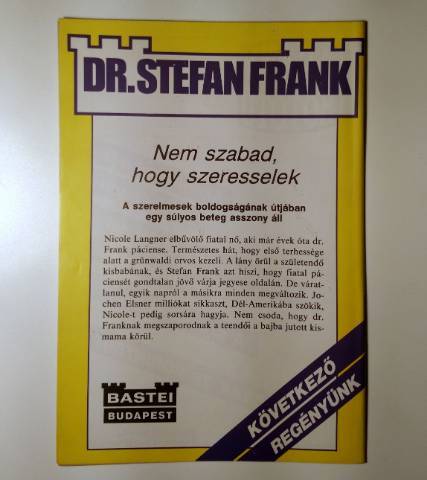 DR. STEFAN FRANK
Nem szabad,
hogy szeresselek
A szerelmesek boldogságának útjában
egy súlyos beteg asszony áll
Nicole Langner elbűvölő fiatal nő, aki már évek óta dr.
Frank páciense. Természetes hát, hogy első terhessége
alatt a grünwaldi orvos kezeli. A lány örül a születendő
kisbabának, és Stefan Frank azt hiszi, hogy fiatal pá-
ciensét gondtalan jövő várja jegyese oldalán. De várat-
lanul, egyik napról a másikra minden megváltozik. Jo-
chen Elsner milliókat sikkaszt, Dél-Amerikába szökik,
Nicole-t pedig sorsára hagyja. Nem csoda, hogy dr.
Franknak megszaporodnak a teendői a bajba jutott kis-
mama körül.
BASTEI
BUDAPEST
KÖVETKEZŐ
REGÉNYÜNK